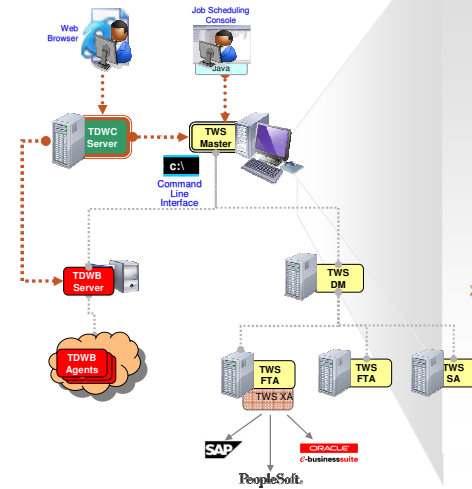 Job Scheduling
Console
Web
Browser
Java
TDWC
Server
TWS
Master
c:\
Command
Line
Interface
TDWB
Server
TWS
DM
TDWB
Agents
TWS
FTA
TWS XA
TWS
FTA
TWS
SA
SAP
ORACLE
e-businesssuite
PeopleSoft.